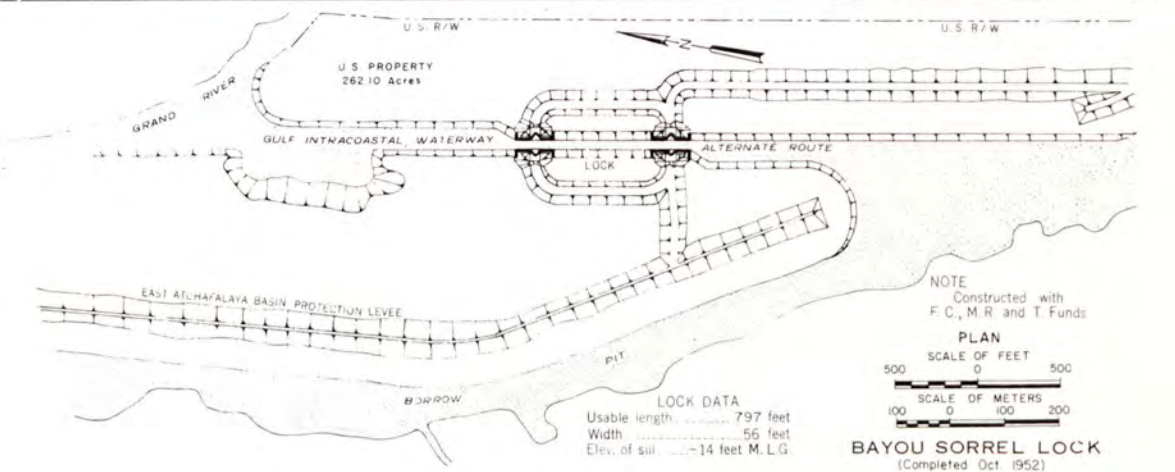 U.S. R/W
U.S. R/W
N
U.S. PROPERTY
262.10 Acres
GRAND RIVER
GULF INTRACOASTAL WATERWAY
ALTERNATE ROUTE
LOCK
EAST ATCHAFALAYA BASIN PROTECTION LEVEE
BORROW PIT
NOTE
Constructed with
F. C., M.R. and T. Funds
PLAN
SCALE OF FEET
500 0 500
SCALE OF METERS
100 0 100 200
LOCK DATA
Usable length 797 feet
Width 56 feet
Elev. of sill -14 feet M.L.G.
BAYOU SORREL LOCK
(Completed Oct. 1952)